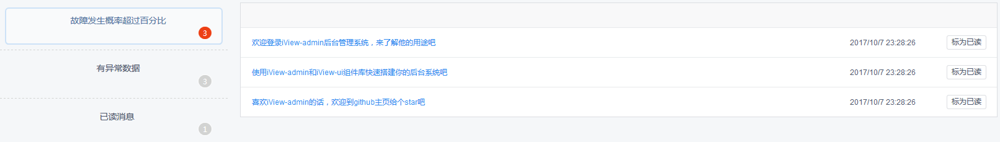 故障发生概率超过百分比
3
有异常数据
3
已读消息
1
欢迎登录iView-admin后台管理系统，来了解他的用途吧 2017/10/7 23:28:26 标为已读
使用iView-admin和iView-ui组件库快速搭建你的后台系统吧 2017/10/7 23:28:26 标为已读
喜欢iView-admin的话，欢迎到github主页给个star吧 2017/10/7 23:28:26 标为已读